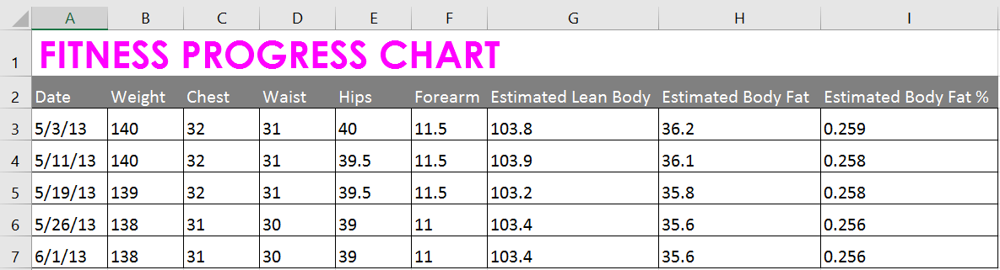 A B C D E F G H I
1 FITNESS PROGRESS CHART
2 Date Weight Chest Waist Hips Forearm Estimated Lean Body Estimated Body Fat Estimated Body Fat %
3 5/3/13 140 32 31 40 11.5 103.8 36.2 0.259
4 5/11/13 140 32 31 39.5 11.5 103.9 36.1 0.258
5 5/19/13 139 32 31 39.5 11.5 103.2 35.8 0.258
6 5/26/13 138 31 30 39 11 103.4 35.6 0.256
7 6/1/13 138 31 30 39 11 103.4 35.6 0.256